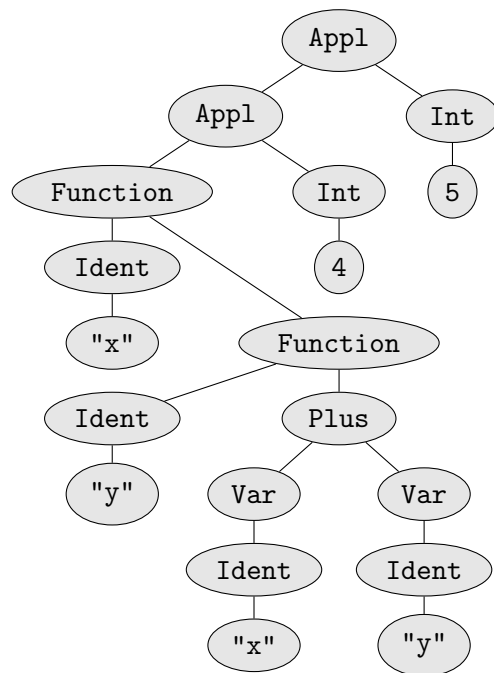 Appl
Appl Int
Function Int 5
Ident 4
"x" Function
Ident Plus
"y" Var Var
Ident Ident
"x" "y"